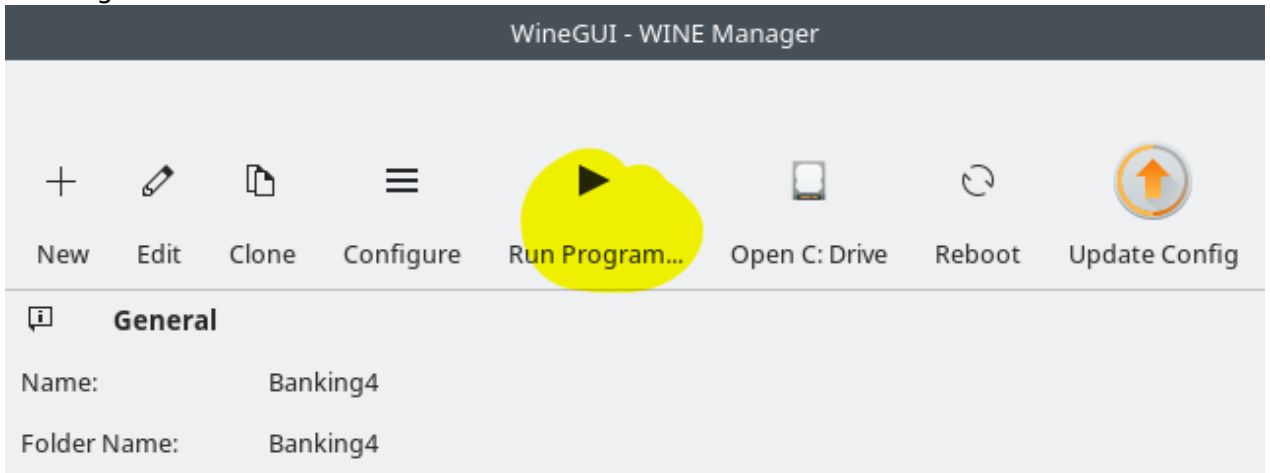 WineGUI - WINE Manager
New Edit Clone Configure Run Program... Open C: Drive Reboot Update Config
General
Name: Banking4
Folder Name: Banking4